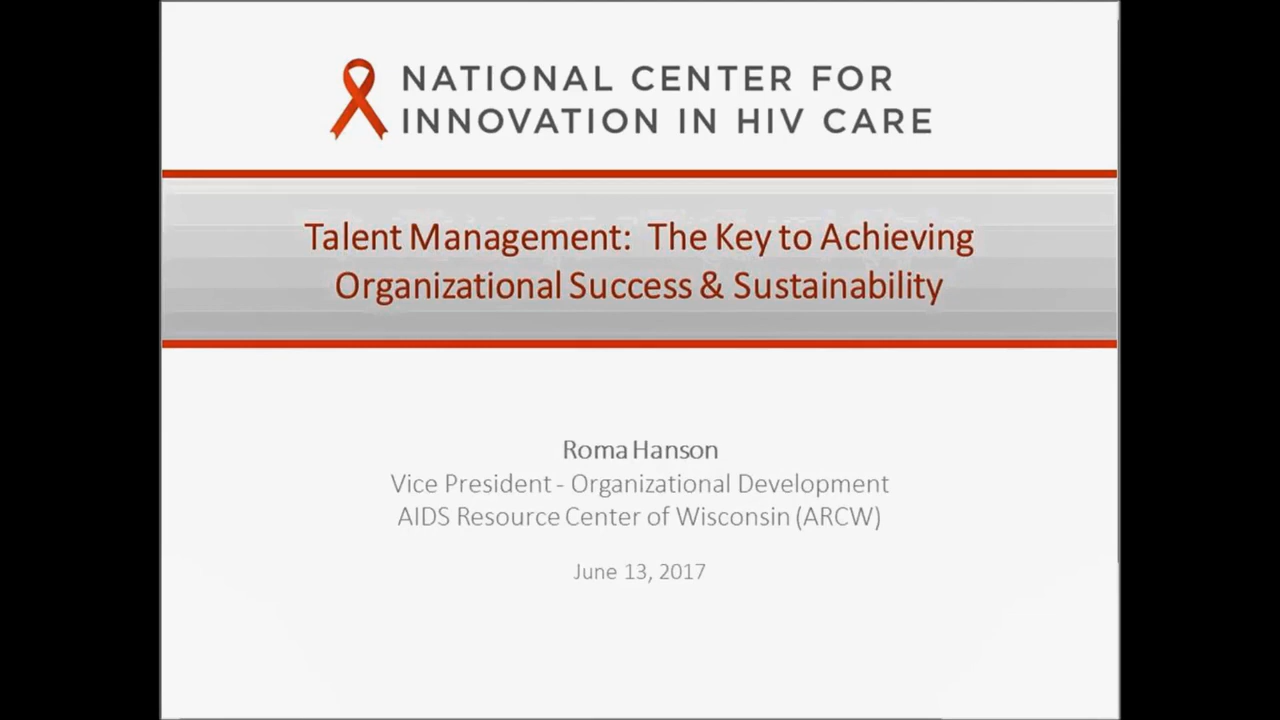 NATIONAL CENTER FOR
INNOVATION IN HIV CARE
Talent Management: The Key to Achieving
Organizational Success & Sustainability
Roma Hanson
Vice President - Organizational Development
AIDS Resource Center of Wisconsin (ARCW)
June 13, 2017